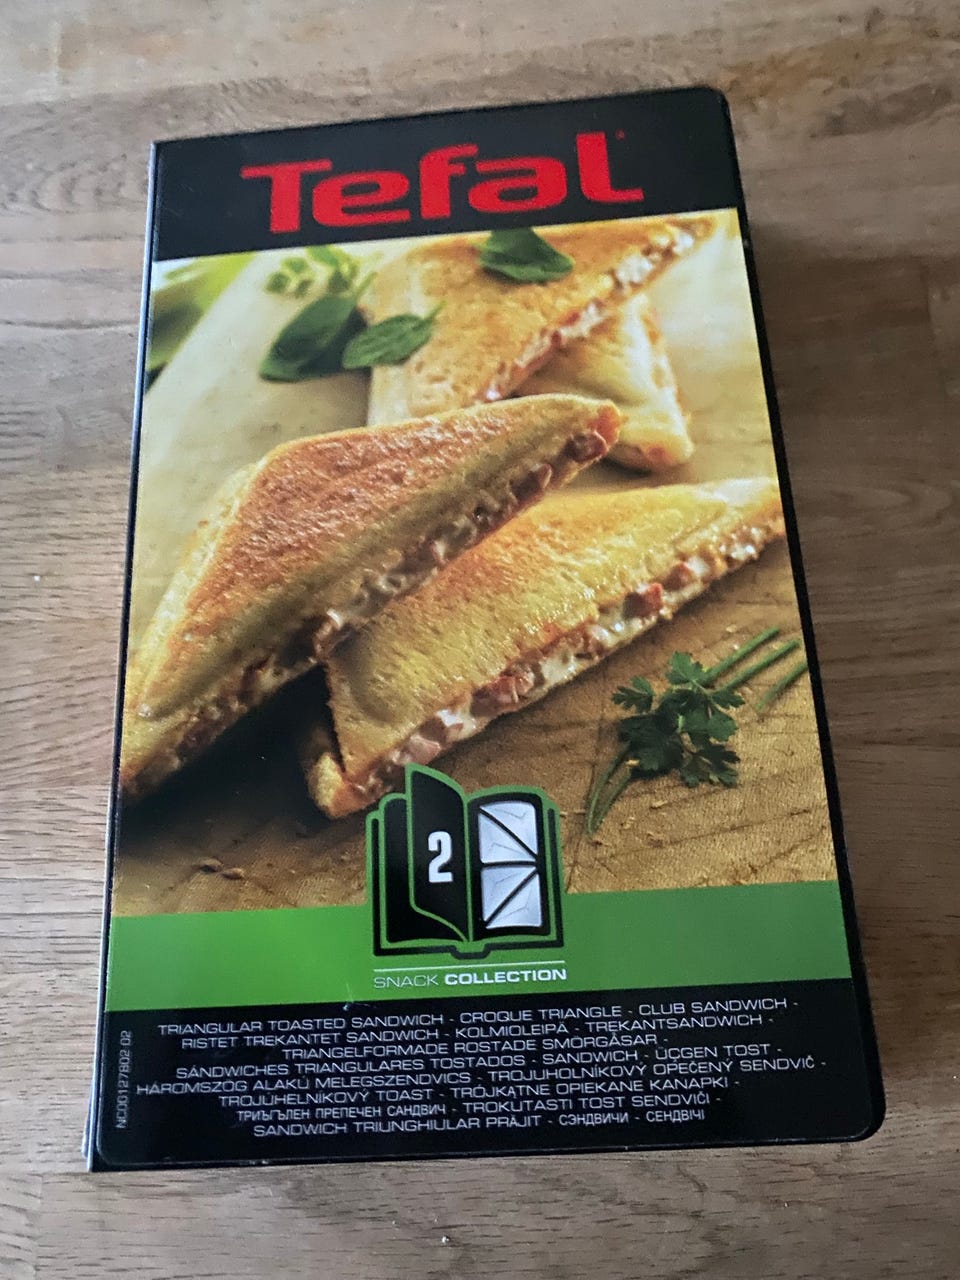 Tefal
2
SNACK COLLECTION
TRIANGULAR TOASTED SANDWICH - CROQUE TRIANGLE - CLUB SANDWICH -
RISTET TREKANTET SANDWICH - KOLMIOLEIPÄ - TREKANTSANDWICH -
TRIANGELFORMADE ROSTADE SMÖRGÅSAR -
SÁNDWICHES TRIANGULARES TOSTADOS - SANDWICH - ÜÇGEN TOST -
HÁROMSZÖG ALAKÚ MELEGSZENDVICS - TROJUHOLNÍKOVÝ OPEČENÝ SENDVIČ -
TROJÚHELNIKOVÝ TOAST - TRÓJKĄTNE OPIEKANE KANAPKI -
ТРИЪГЪЛЕН ПРЕПЕЧЕН САНДВИЧ - TROKUTASTI TOST SENDVIČI -
SANDWICH TRIUNGHIULAR PRĂJIT - СЭНДВИЧИ - СЕНДВІЧІ
NC00127802-02